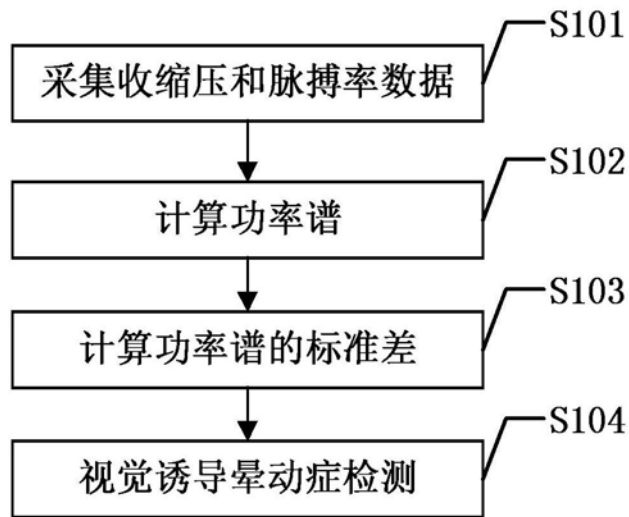 S101
采集收缩压和脉搏率数据
S102
计算功率谱
S103
计算功率谱的标准差
S104
视觉诱导晕动症检测